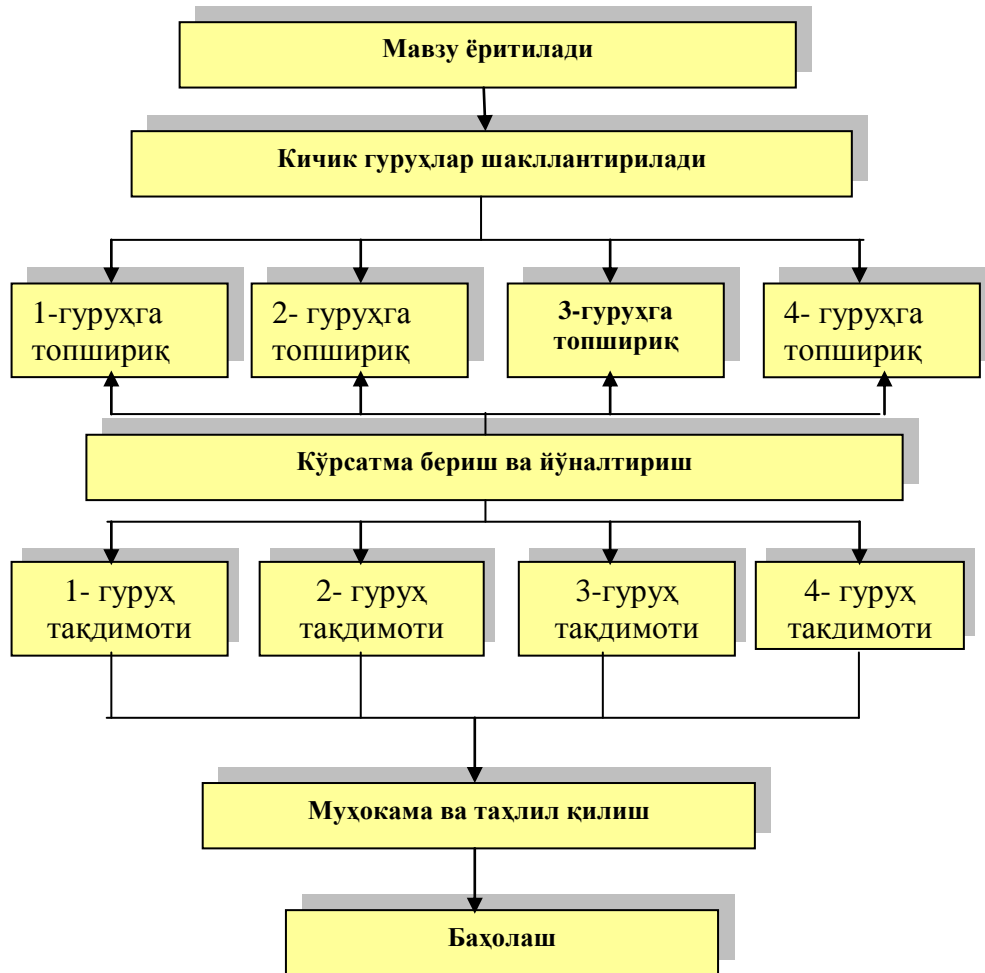 Мавзу ёритилади
Кичик гуруҳлар шакллантирилади
1-гуруҳга
топшириқ
2- гуруҳга
топшириқ
3-гуруҳга
топшириқ
4- гуруҳга
топшириқ
Кўрсатма бериш ва йўналтириш
1- гуруҳ
тақдимоти
2- гуруҳ
тақдимоти
3-гуруҳ
тақдимоти
4- гуруҳ
тақдимоти
Муҳокама ва таҳлил қилиш
Баҳолаш